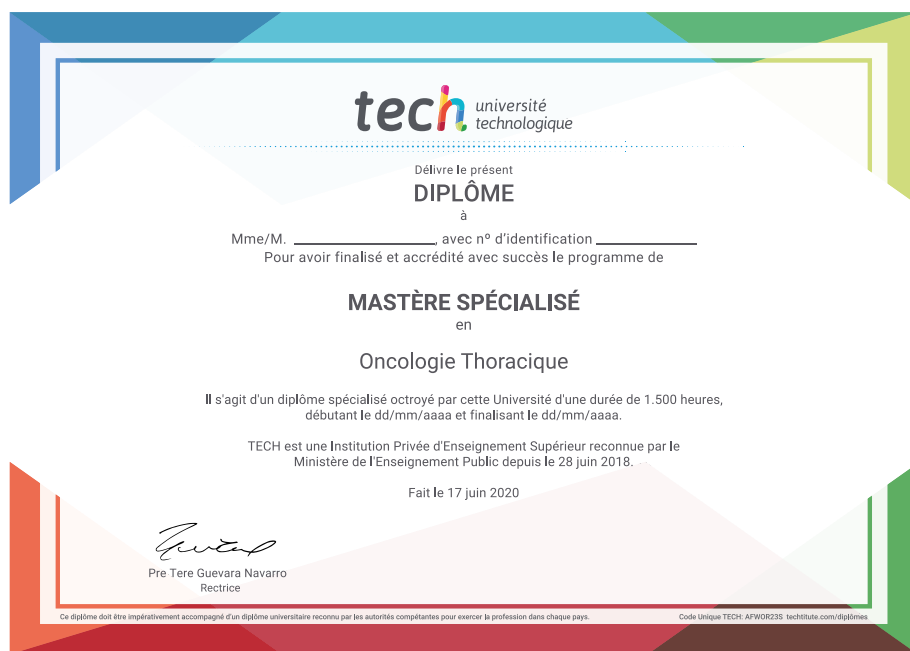 tech université
technologique
Délivre le présent
DIPLÔME
à
Mme/M. ________________, avec nº d'identification ____________
Pour avoir finalisé et accrédité avec succès le programme de
MASTÈRE SPÉCIALISÉ
en
Oncologie Thoracique
Il s'agit d'un diplôme spécialisé octroyé par cette Université d'une durée de 1.500 heures,
débutant le dd/mm/aaaa et finalisant le dd/mm/aaaa.
TECH est une Institution Privée d'Enseignement Supérieur reconnue par le
Ministère de l'Enseignement Public depuis le 28 juin 2018.
Fait le 17 juin 2020
Pre Tere Guevara Navarro
Rectrice
Ce diplôme doit être impérativement accompagné d'un diplôme universitaire reconnu par les autorités compétantes pour exercer la profession dans chaque pays.
Code Unique TECH: AFWOR23S techtitute.com/diplômes